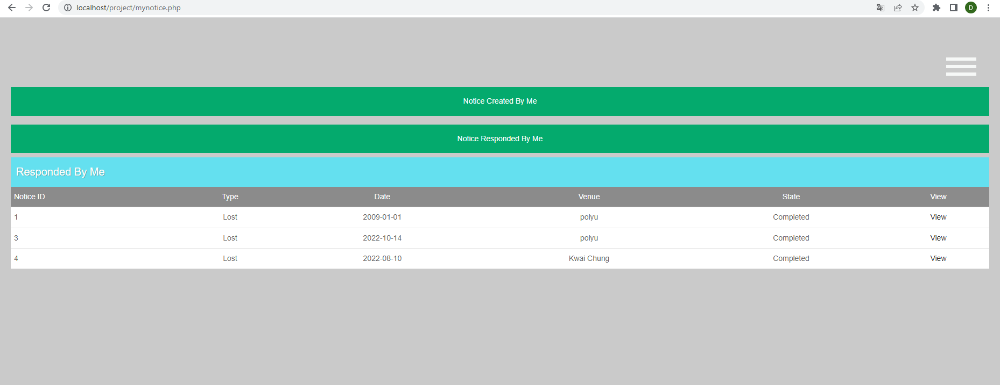 localhost/project/mynotice.php
D
Notice Created By Me
Notice Responded By Me
Responded By Me
Notice ID Type Date Venue State View
1 Lost 2009-01-01 polyu Completed View
3 Lost 2022-10-14 polyu Completed View
4 Lost 2022-08-10 Kwai Chung Completed View